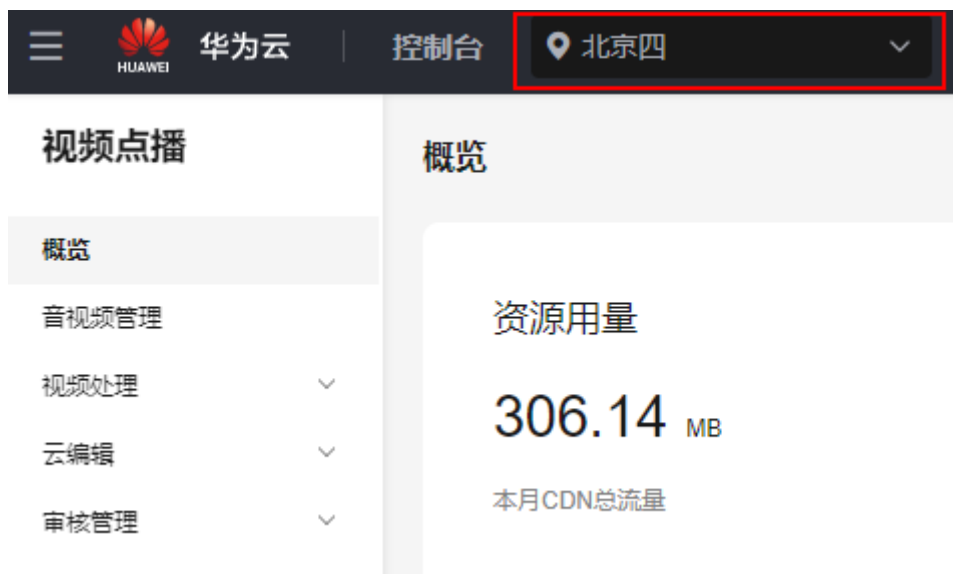 HUAWEI 华为云 控制台 北京四
视频点播
概览
概览
音视频管理
视频处理
云编辑
审核管理
资源用量
306.14 MB
本月CDN总流量